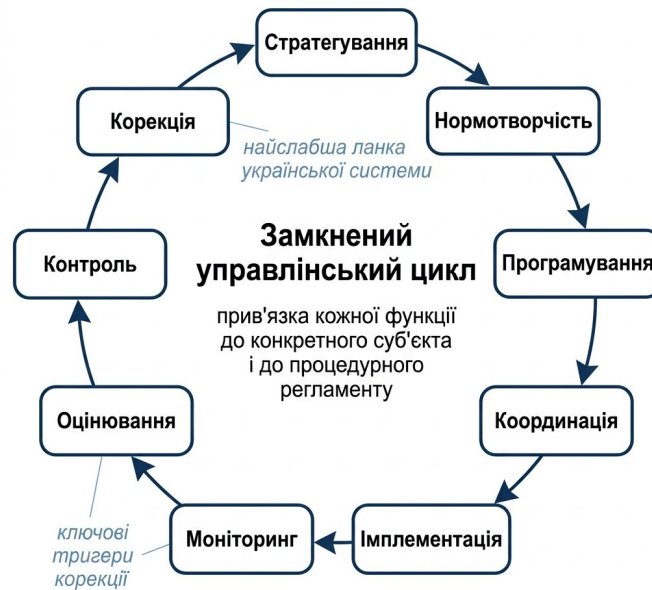 Стратегування
Нормотворчість
Програмування
Координація
Імплементація
Моніторинг
Оцінювання
Контроль
Корекція
найслабша ланка
української системи
Замкнений
управлінський цикл
прив'язка кожної функції
до конкретного суб'єкта
і до процедурного
регламенту
ключові
тригери
корекції